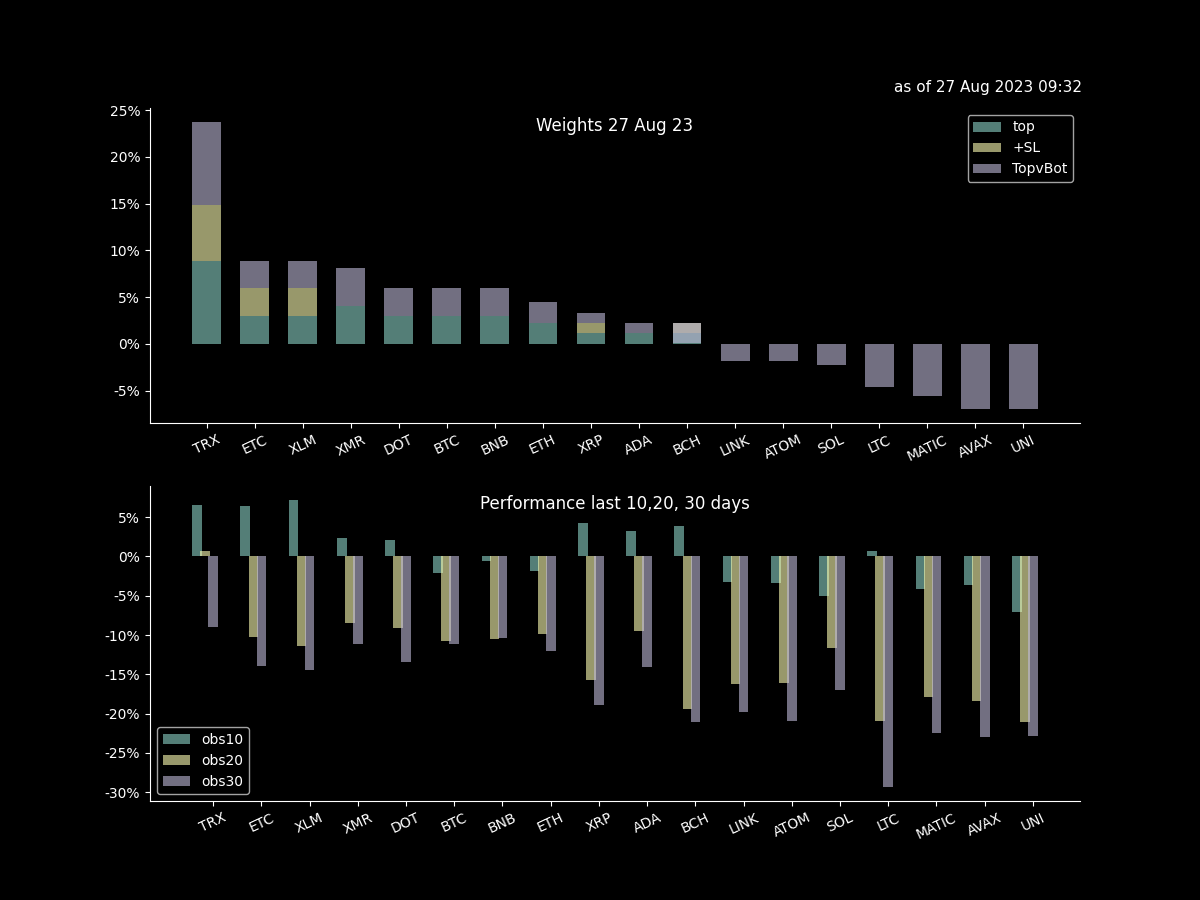 as of 27 Aug 2023 09:32
Weights 27 Aug 23
top
+SL
TopvBot
25%
20%
15%
10%
5%
0%
-5%
TRX ETC XLM XMR DOT BTC BNB ETH XRP ADA BCH LINK ATOM SOL LTC MATIC AVAX UNI
Performance last 10,20, 30 days
5%
0%
-5%
-10%
-15%
-20%
-25%
-30%
obs10
obs20
obs30
TRX ETC XLM XMR DOT BTC BNB ETH XRP ADA BCH LINK ATOM SOL LTC MATIC AVAX UNI